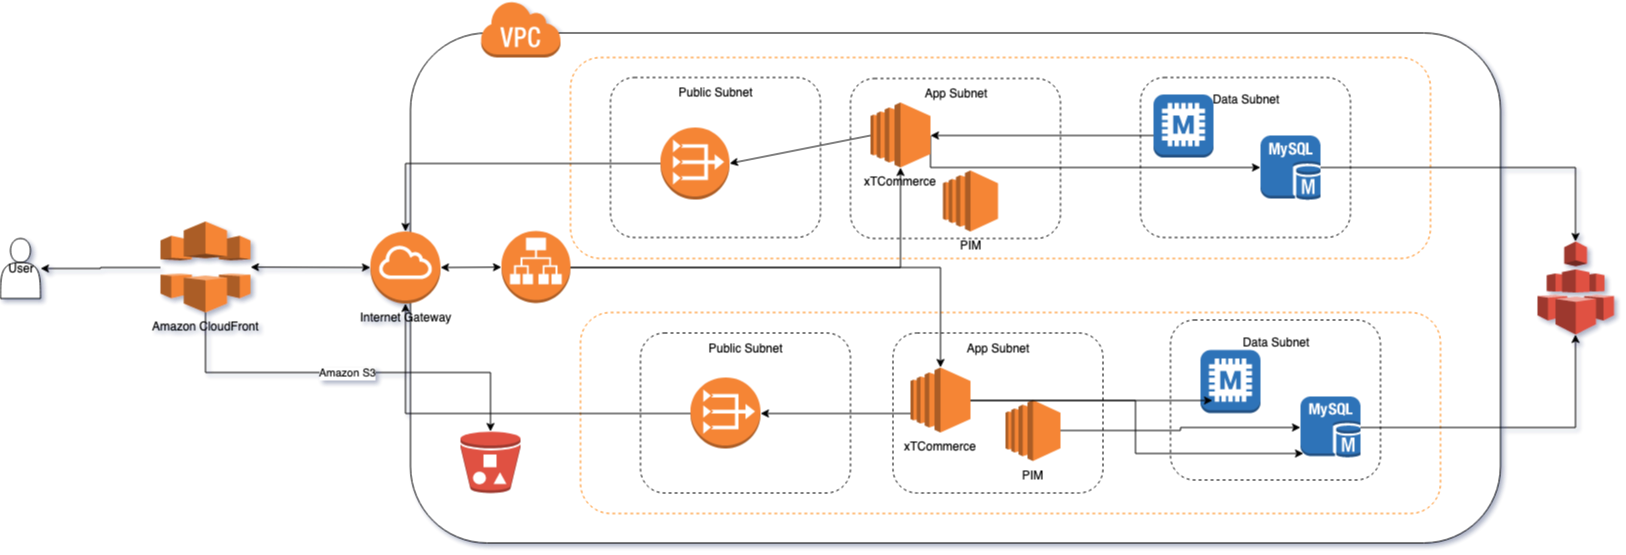 VPC
Public Subnet
App Subnet
Data Subnet
M
MySQL
M
xTCommerce
PIM
User
Amazon CloudFront
Internet Gateway
Amazon S3
Public Subnet
App Subnet
Data Subnet
M
MySQL
M
xTCommerce
PIM